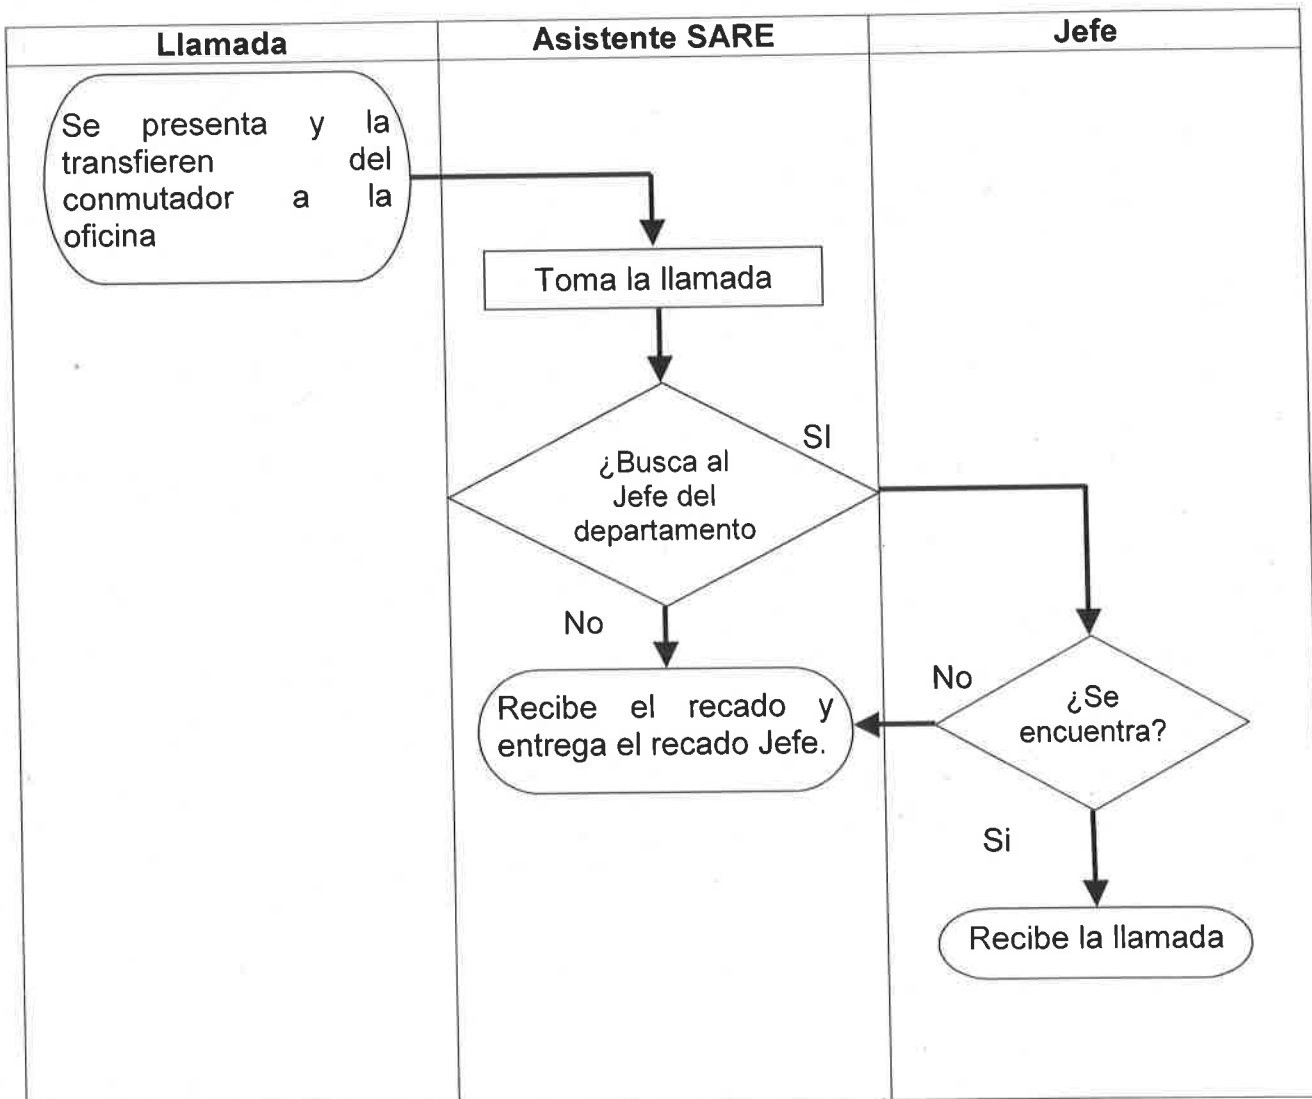 Llamada
Asistente SARE
Jefe
Se presenta y la
transfieren del
conmutador a la
oficina
Toma la llamada
¿Busca al
Jefe del
departamento
SI
No
Recibe el recado y
entrega el recado Jefe.
No
¿Se
encuentra?
Si
Recibe la llamada